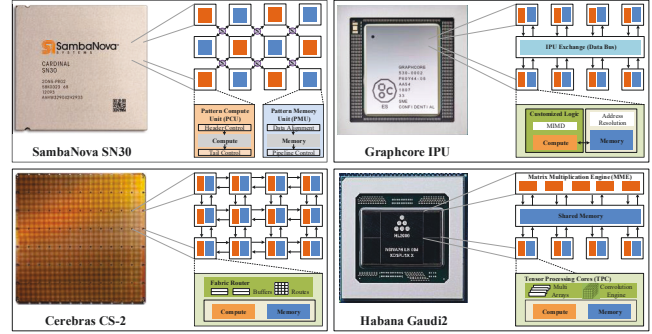 SambaNova
SYSTEMS
CARDINAL
SN30
Pattern Compute
Unit (PCU)
Header Control
Compute
Tail Control
Pattern Memory
Unit (PMU)
Data Alignment
Memory
Pipeline Control
SambaNova SN30
GRAPHCORE
IPU Exchange (Data Bus)
Customized Logic
MIMD
Compute
Address
Resolution
Memory
Graphcore IPU
Fabric Router
Buffers
Routes
Compute
Memory
Cerebras CS-2
Matrix Multiplication Engine (MME)
Shared Memory
Tensor Processing Cores (TPC)
Multi
Arrays
Convolution
Engine
Compute
Memory
Habana Gaudi2